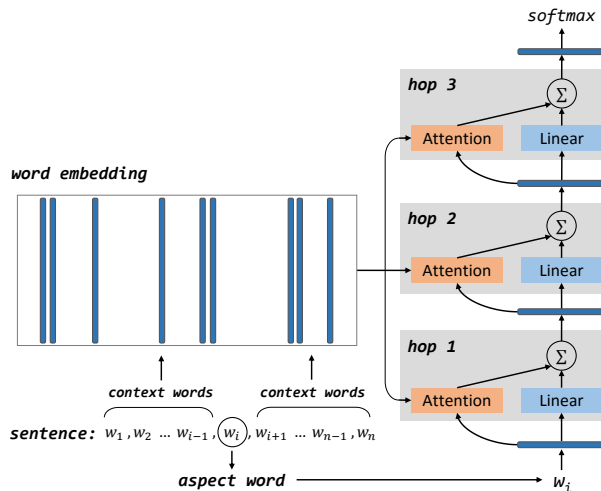 softmax
hop 3
Σ
Attention
Linear
word embedding
hop 2
Σ
Attention
Linear
hop 1
Σ
context words
context words
Attention
Linear
sentence: w₁, w₂ … wᵢ₋₁, wᵢ, wᵢ₊₁ … wₙ₋₁, wₙ
aspect word
wᵢ